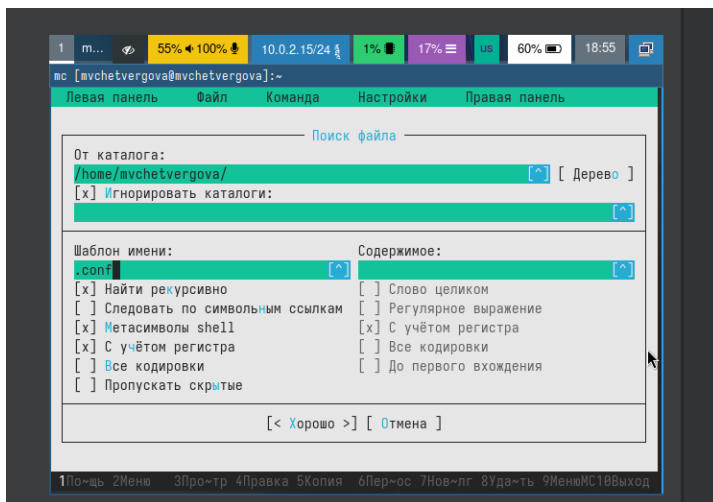 1 m... 55% 100% 10.0.2.15/24 1% 17% us 60% 18:55
mc [mvchetvergova@mvchetvergova]:~
Левая панель Файл Команда Настройки Правая панель
Поиск файла
От каталога:
/home/mvchetvergova/ [^] [ Дерево ]
[x] Игнорировать каталоги:
[^]
Шаблон имени: Содержимое:
.conf [^] [^]
[x] Найти рекурсивно [ ] Слово целиком
[ ] Следовать по символьным ссылкам [ ] Регулярное выражение
[x] Метасимволы shell [x] С учётом регистра
[x] С учётом регистра [ ] Все кодировки
[ ] Все кодировки [ ] До первого вхождения
[ ] Пропускать скрытые
[< Хорошо >] [ Отмена ]
1По~щь 2Меню 3Про~тр 4Правка 5Копия 6Пер~ос 7Нов~лг 8Уда~ть 9МенюMC10Выход